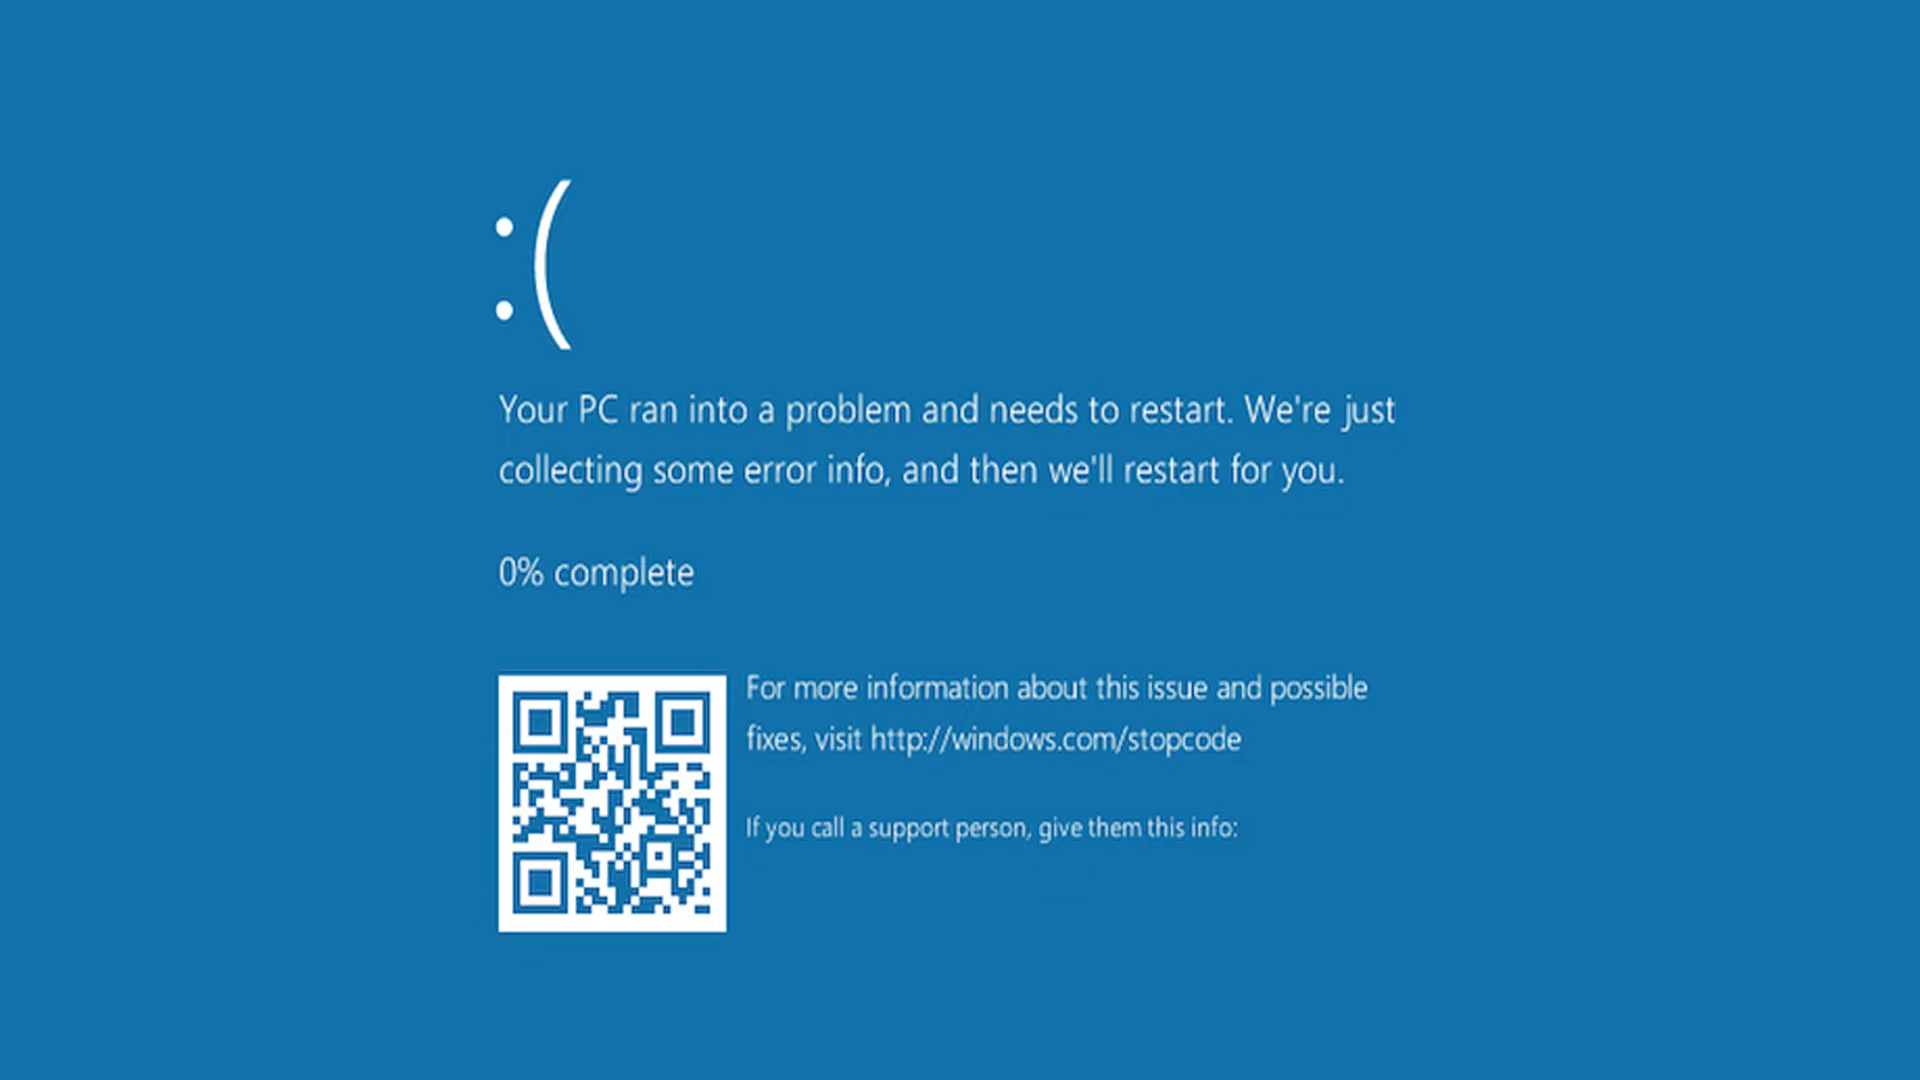 :(
Your PC ran into a problem and needs to restart. We're just
collecting some error info, and then we'll restart for you.
0% complete
For more information about this issue and possible
fixes, visit http://windows.com/stopcode
If you call a support person, give them this info: